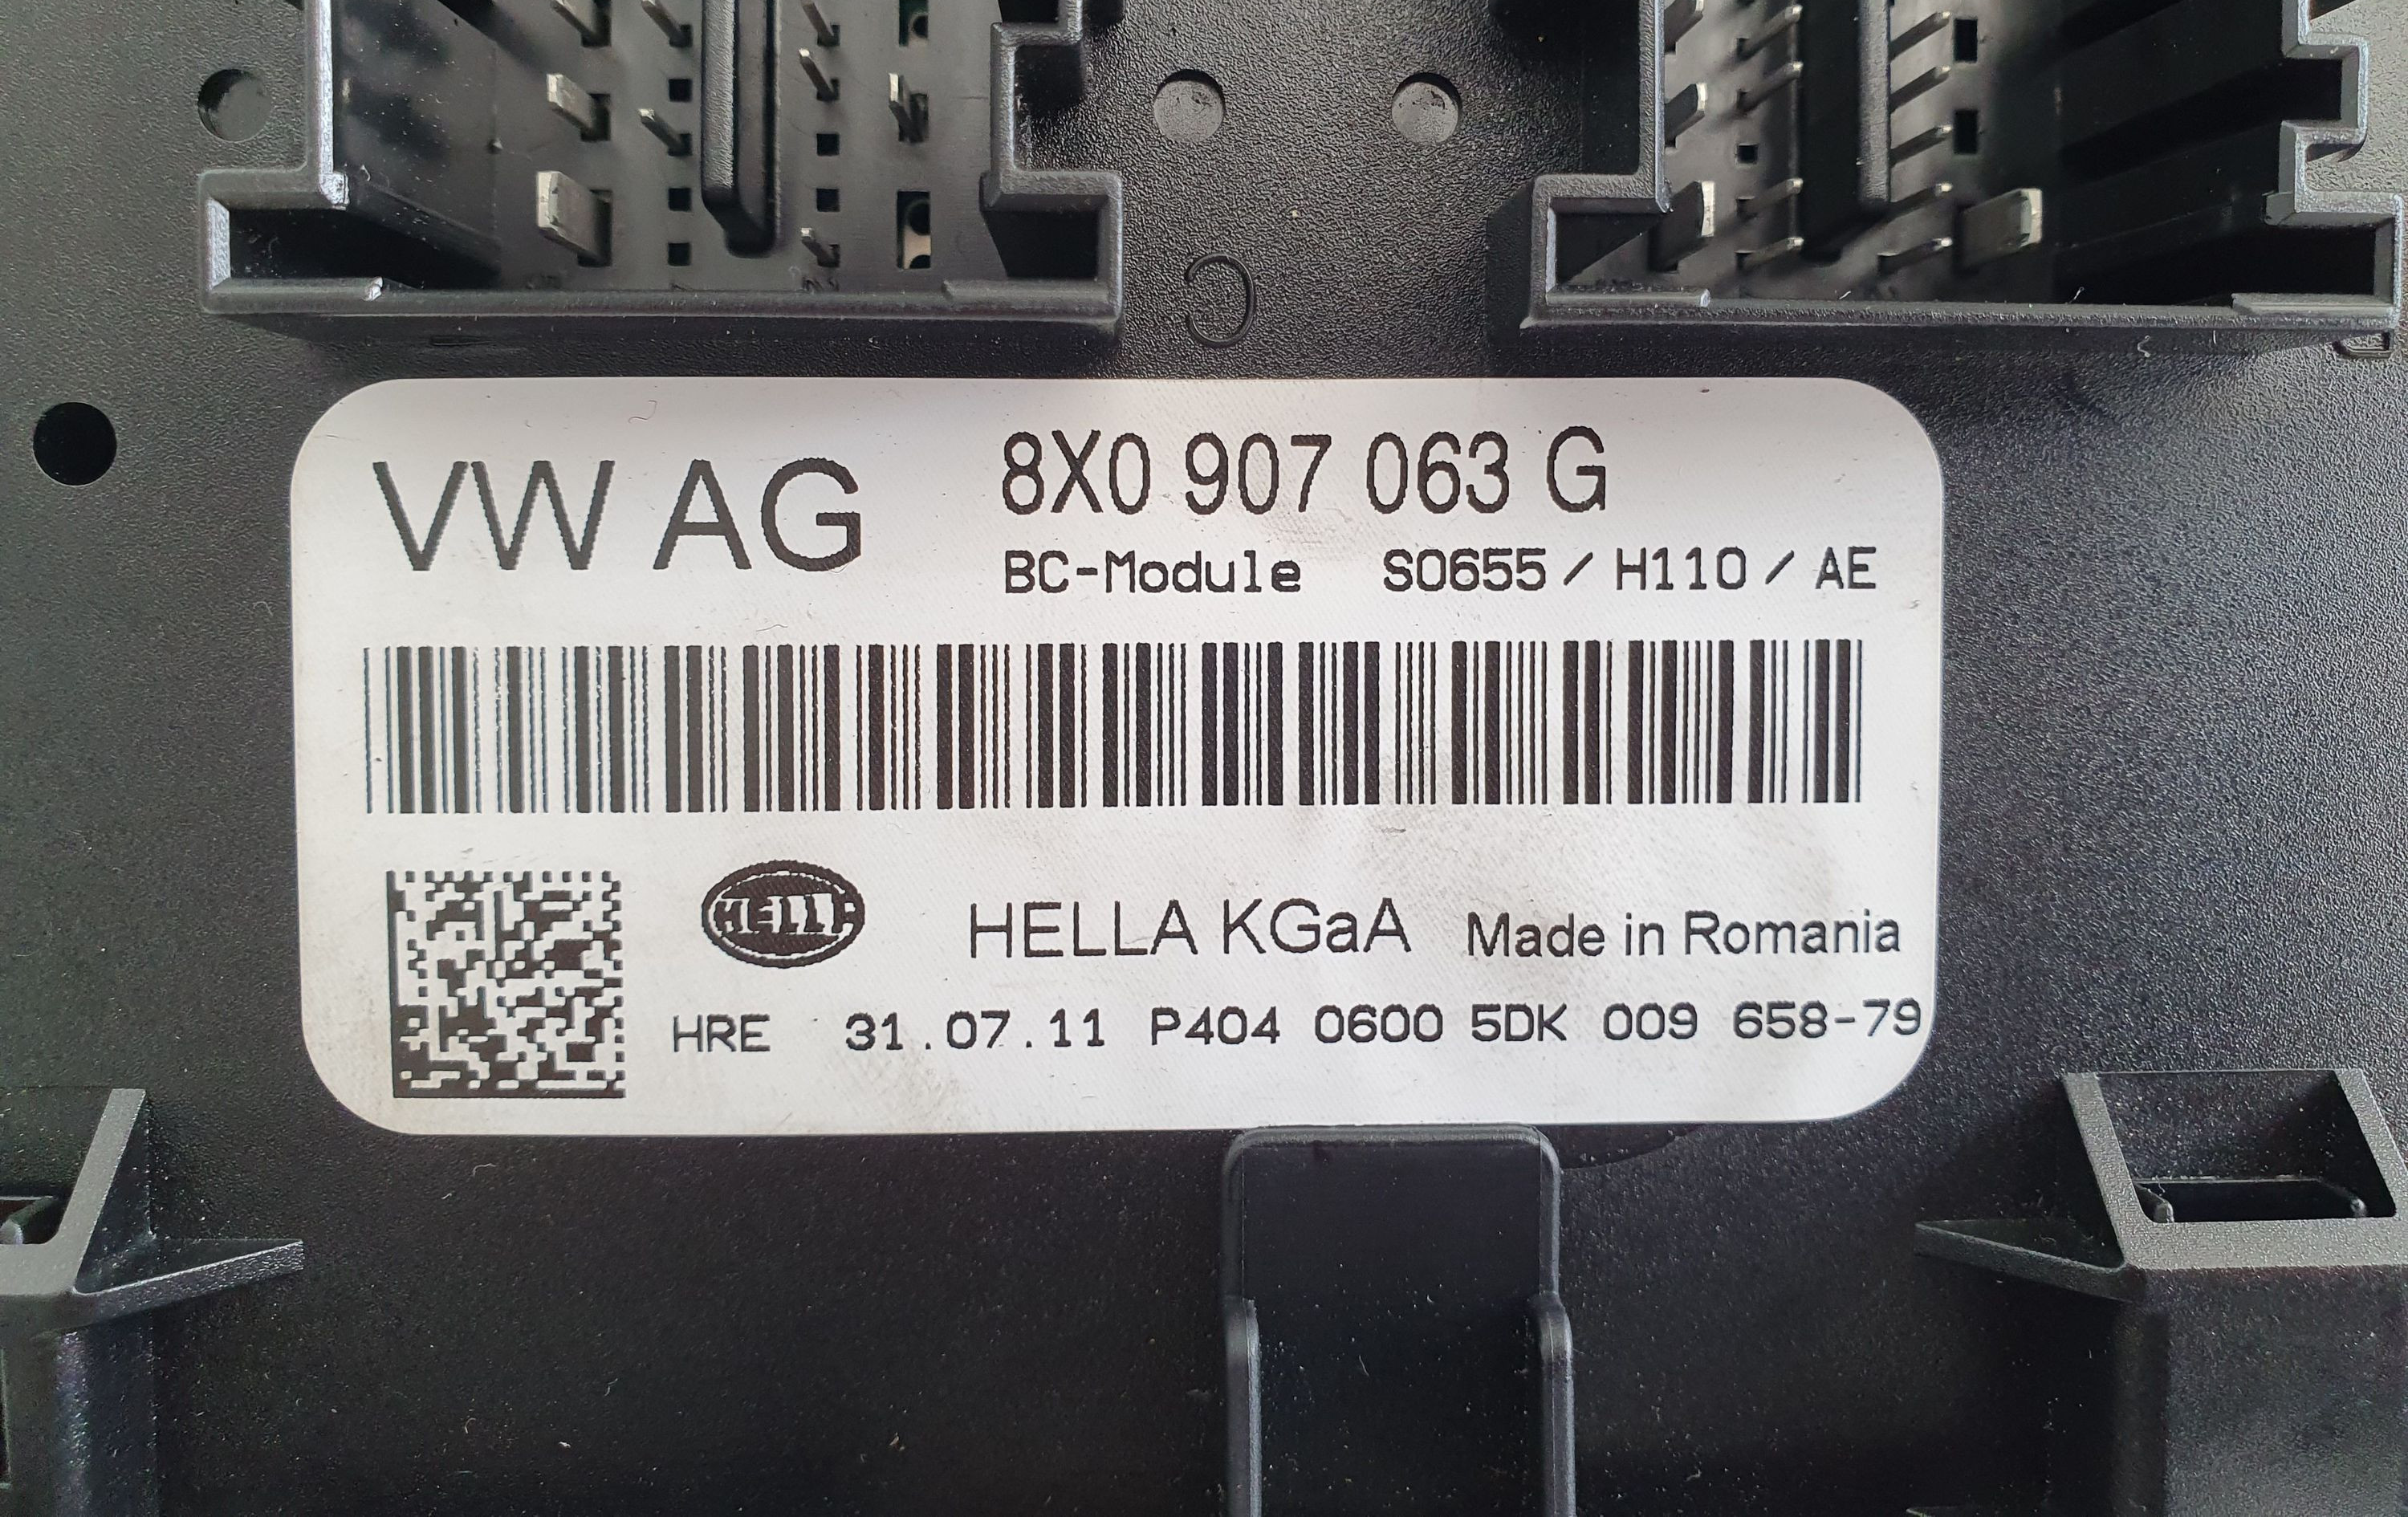 C
VW AG
8X0 907 063 G
BC-Module S0655 / H110 / AE
HELLA
HELLA KGaA Made in Romania
HRE 31.07.11 P404 0600 5DK 009 658-79